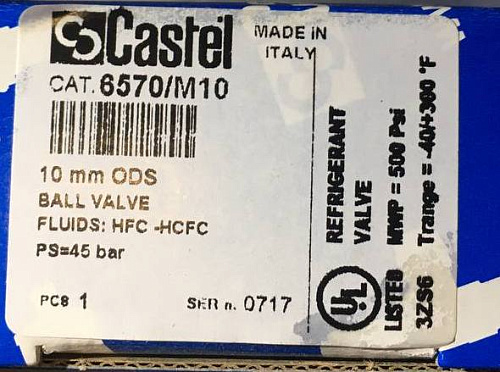 Castel
MADE IN
ITALY
CAT. 6570/M10
10 mm ODS
BALL VALVE
FLUIDS: HFC -HCFC
PS=45 bar
PCS 1
SER n. 0717
REFRIGERANT
VALVE
UL
LISTED MWP = 500 Psi
3ZS6 Trange = -40/+300 °F